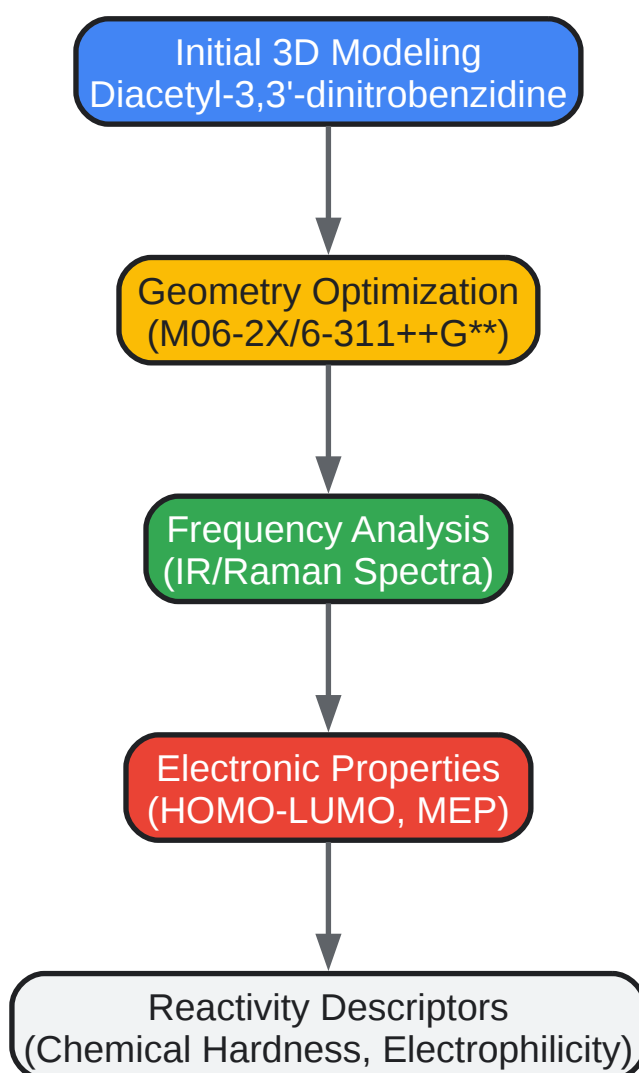 Initial 3D Modeling
Diacetyl-3,3'-dinitrobenzidine
Geometry Optimization
(M06-2X/6-311++G**)
Frequency Analysis
(IR/Raman Spectra)
Electronic Properties
(HOMO-LUMO, MEP)
Reactivity Descriptors
(Chemical Hardness, Electrophilicity)